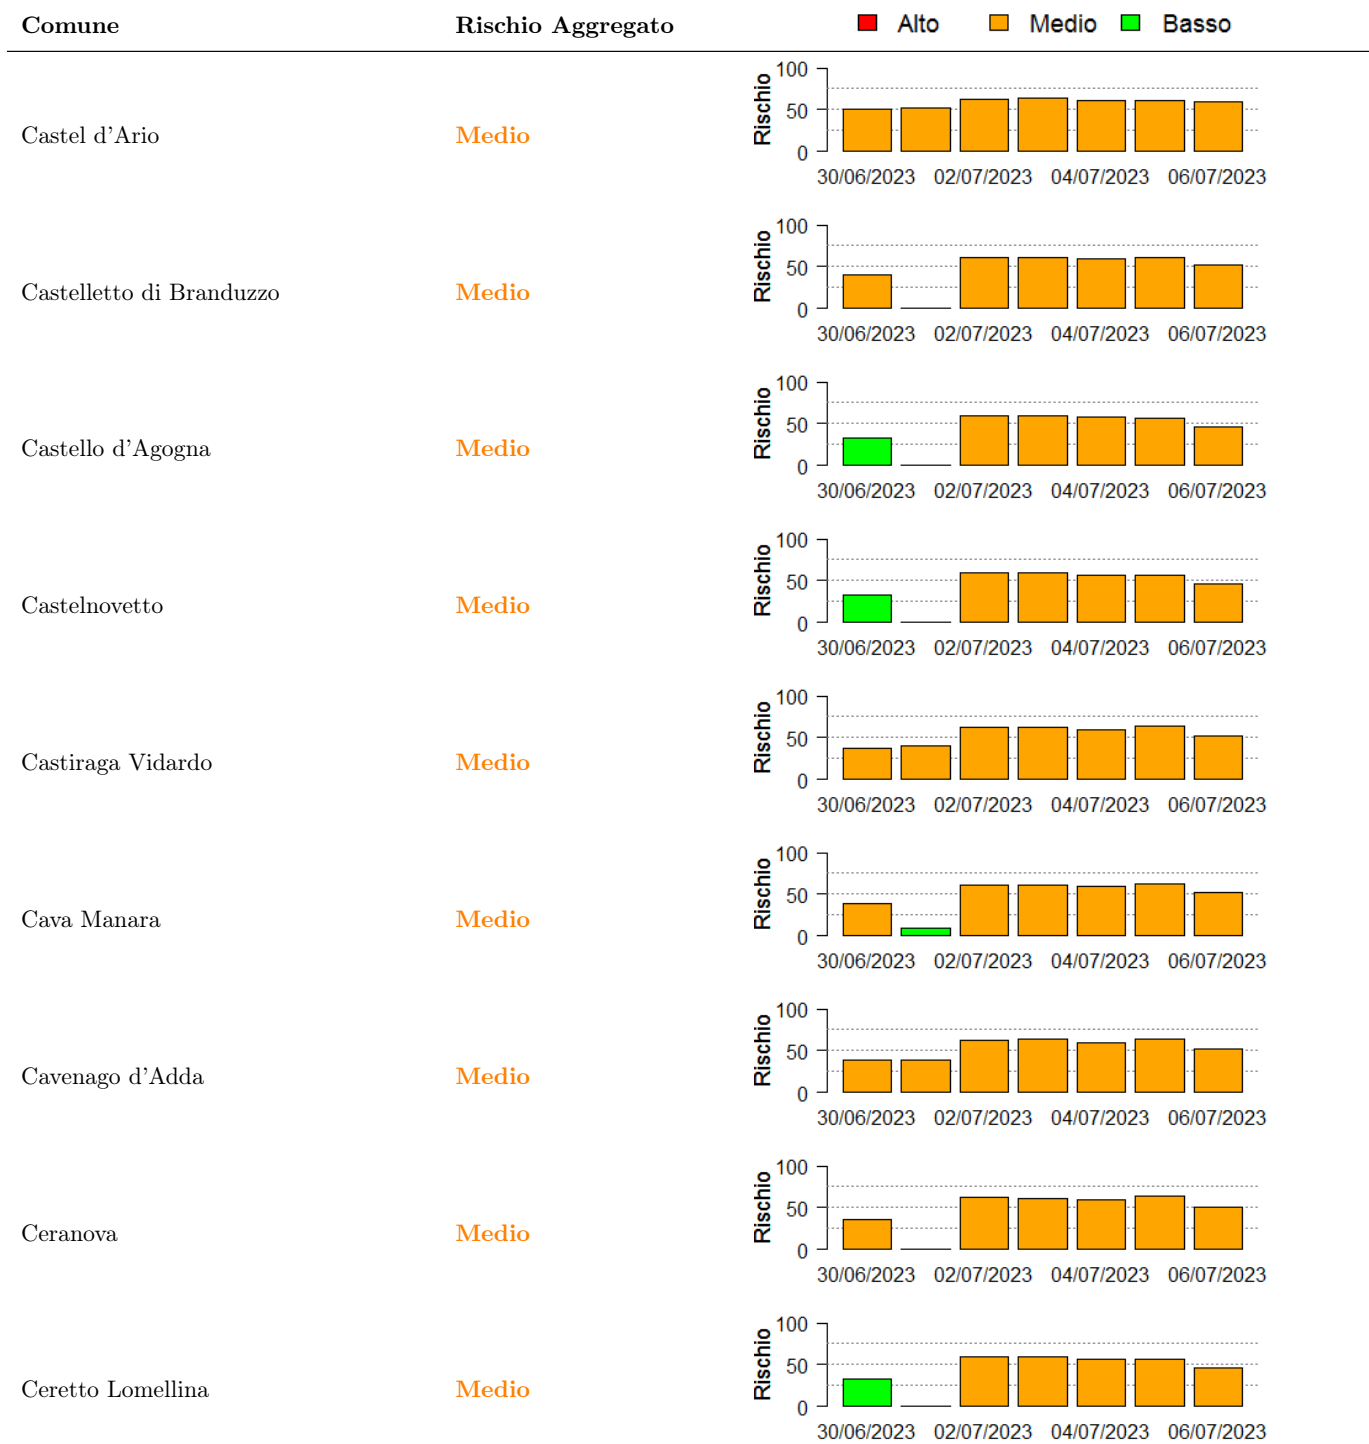 Comune Rischio Aggregato Alto Medio Basso
Castel d'Ario Medio
Rischio
100
50
0
30/06/2023 02/07/2023 04/07/2023 06/07/2023
Castelletto di Branduzzo Medio
Rischio
100
50
0
30/06/2023 02/07/2023 04/07/2023 06/07/2023
Castello d'Agogna Medio
Rischio
100
50
0
30/06/2023 02/07/2023 04/07/2023 06/07/2023
Castelnovetto Medio
Rischio
100
50
0
30/06/2023 02/07/2023 04/07/2023 06/07/2023
Castiraga Vidardo Medio
Rischio
100
50
0
30/06/2023 02/07/2023 04/07/2023 06/07/2023
Cava Manara Medio
Rischio
100
50
0
30/06/2023 02/07/2023 04/07/2023 06/07/2023
Cavenago d'Adda Medio
Rischio
100
50
0
30/06/2023 02/07/2023 04/07/2023 06/07/2023
Ceranova Medio
Rischio
100
50
0
30/06/2023 02/07/2023 04/07/2023 06/07/2023
Ceretto Lomellina Medio
Rischio
100
50
0
30/06/2023 02/07/2023 04/07/2023 06/07/2023